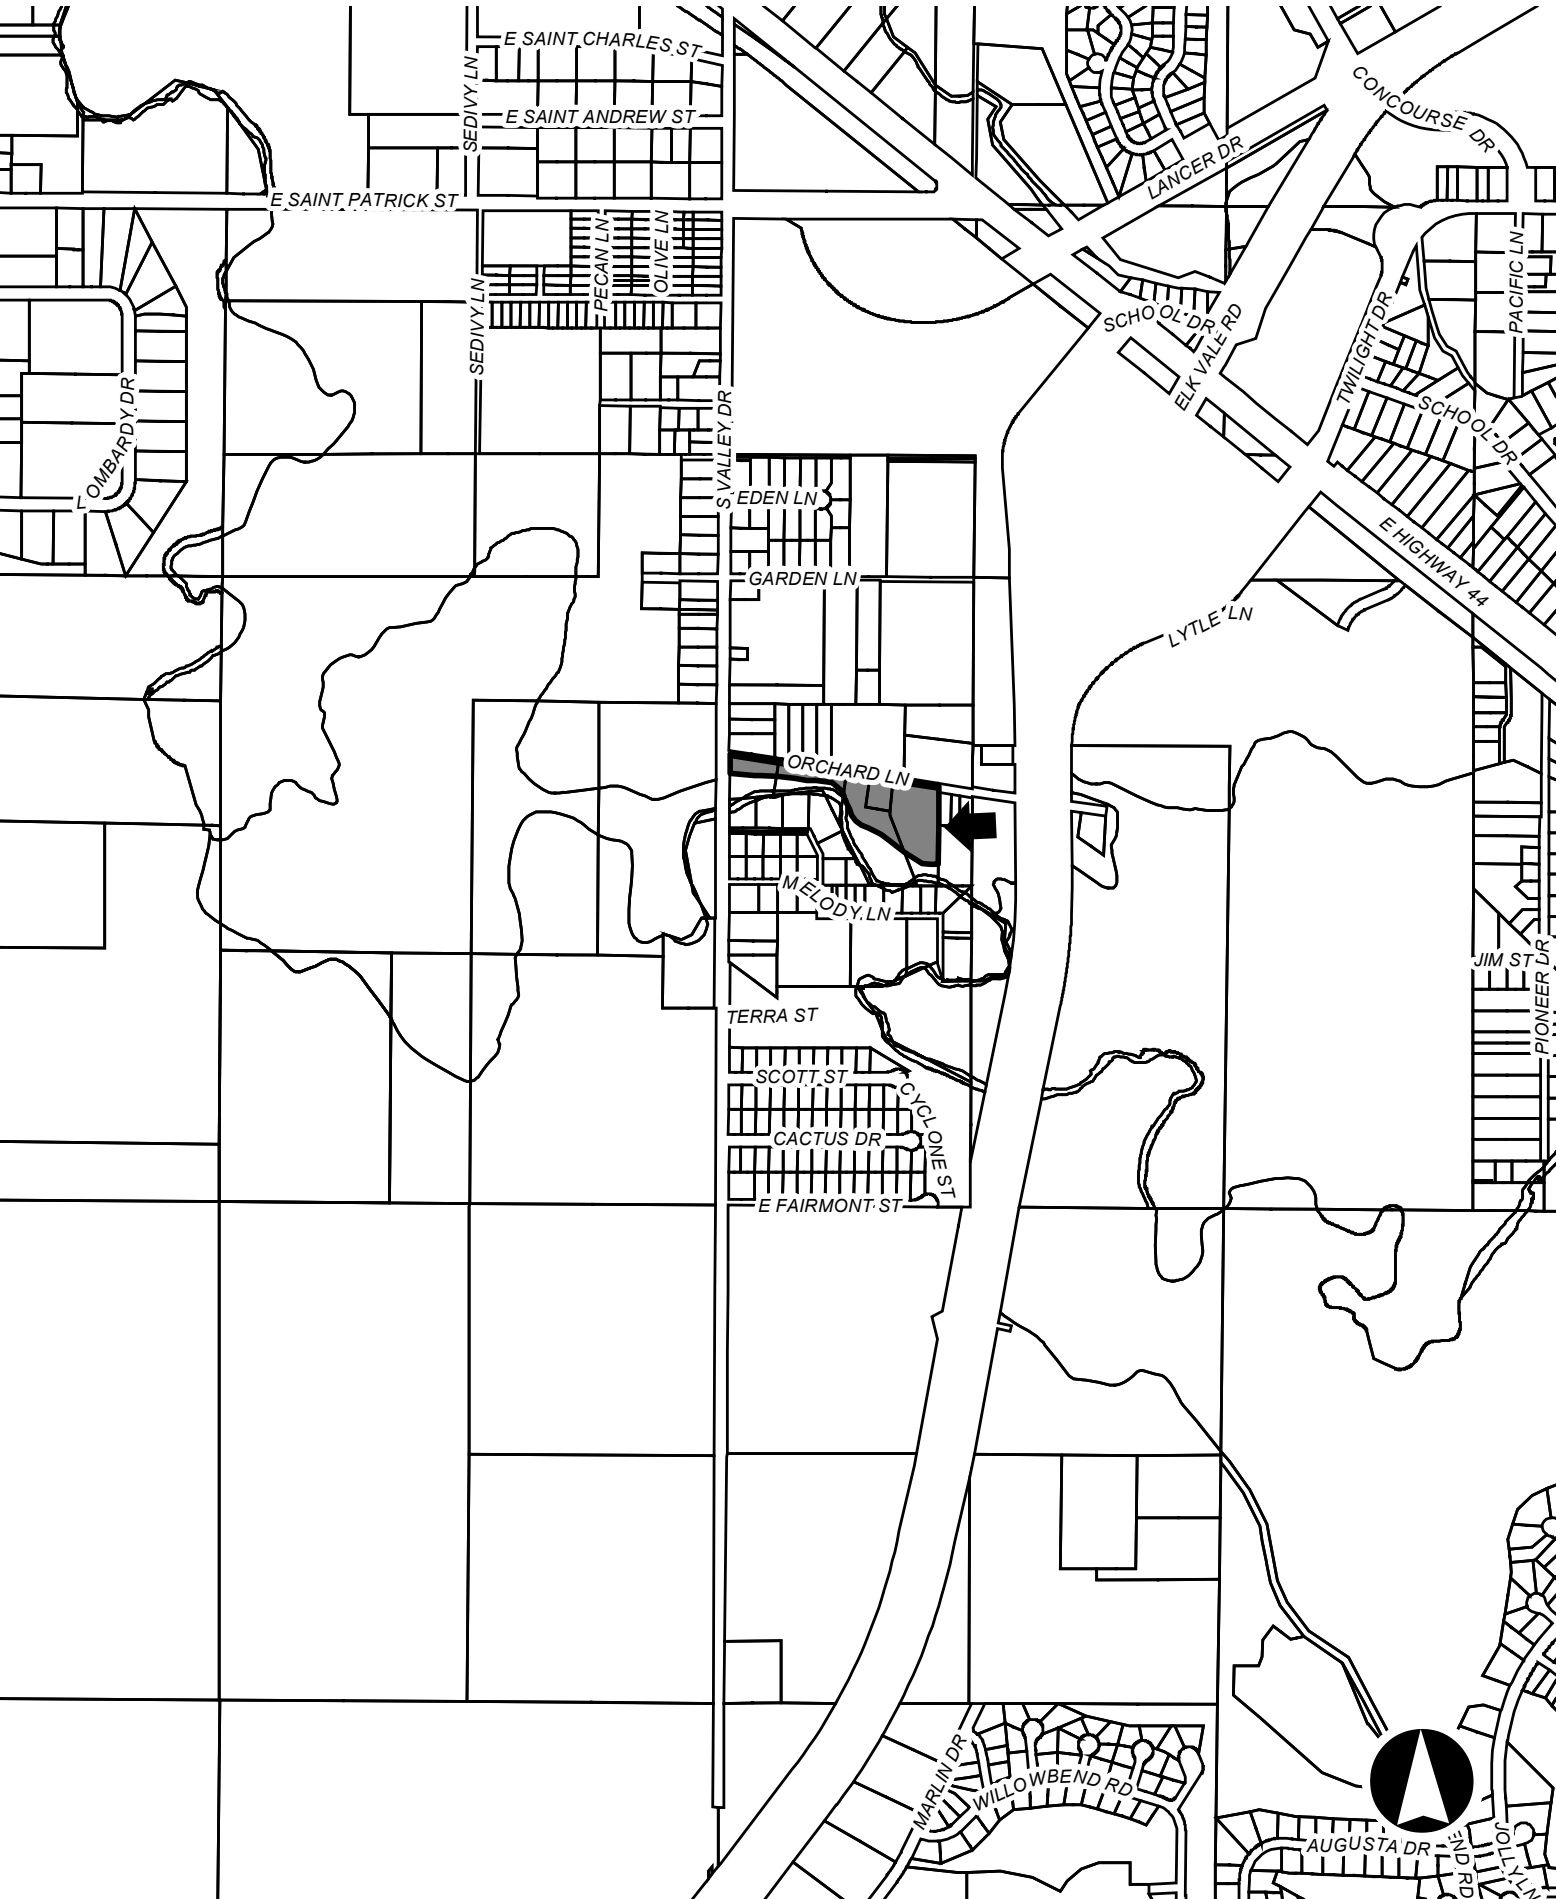 E SAINT CHARLES ST
SEDIVY LN
CONCOURSE DR
E SAINT ANDREW ST
LANCER DR
E SAINT PATRICK ST
PECAN LN
OLIVE LN
PACIFIC LN
SEDIVY LN
SCHOOL DR
ELK VALE RD
TWILIGHT DR
LOMBARDY DR
S VALLEY DR
SCHOOL DR
EDEN LN
E HIGHWAY 44
GARDEN LN
LYTLE LN
ORCHARD LN
MELODY LN
JIM ST
PIONEER DR
TERRA ST
SCOTT ST
CYCLONE ST
CACTUS DR
E FAIRMONT ST
MARLIN DR
WILLOWBEND RD
AUGUSTA DR
END RD
JOLLY LN